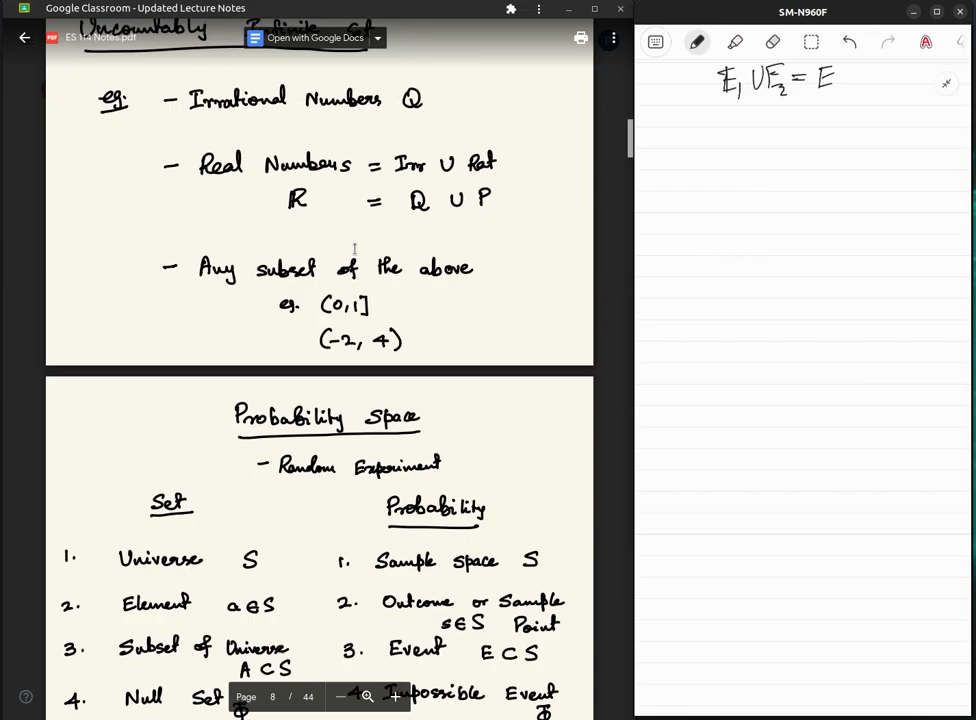 Google Classroom - Updated Lecture Notes
SM-N960F
Uncountably Infinite
PDF ES 114 Notes.pdf
Open with Google Docs
E₁ ∪ E₂ = E
eg: - Irrational Numbers Q
- Real Numbers = Irr ∪ Rat
R = Q ∪ P
- Any subset of the above
eg. (0,1]
(-2, 4)
Probability Space
- Random Experiment
Set
Probability
1. Universe S
1. Sample space S
2. Element a∈S
2. Outcome or Sample
s∈S Point
3. Subset of Universe
A ⊂ S
3. Event E ⊂ S
4. Null Set
Φ
4. Impossible Event
Φ
Page 8 / 44